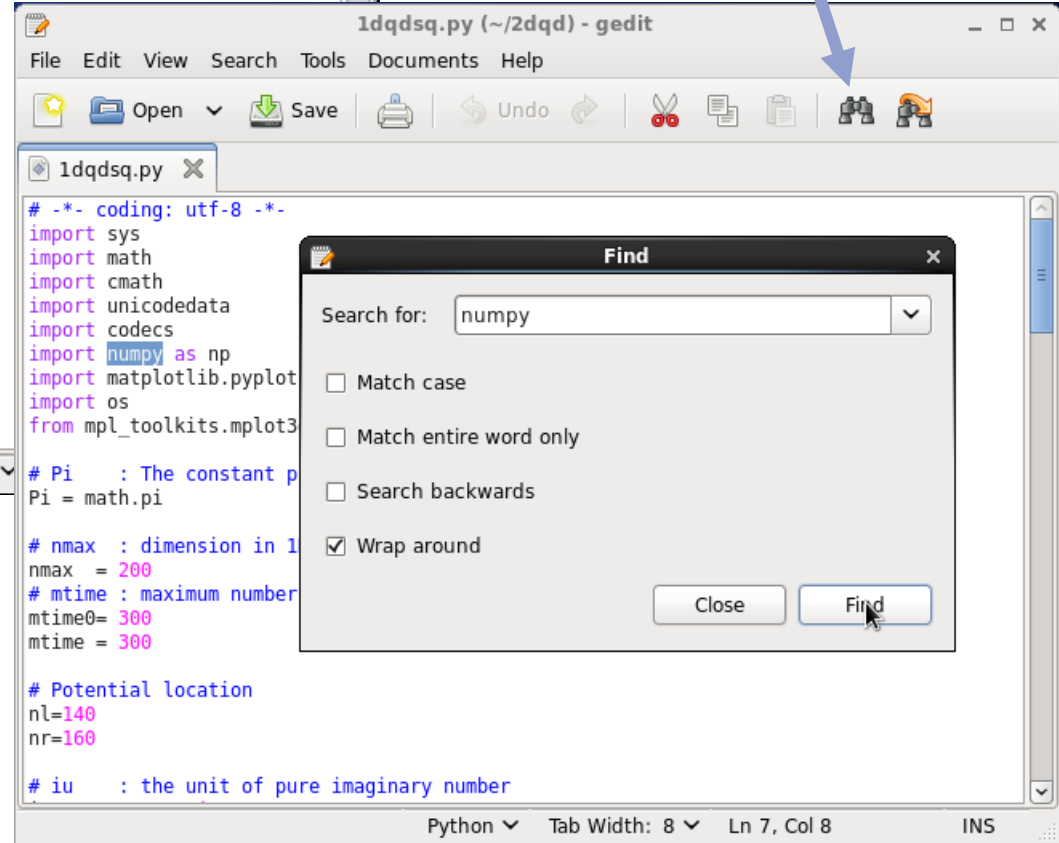 1dqdsq.py (~/2dqd) - gedit
File Edit View Search Tools Documents Help
Open Save Undo
1dqdsq.py
# -*- coding: utf-8 -*-
import sys
import math
import cmath
import unicodedata
import codecs
import numpy as np
import matplotlib.pyplot
import os
from mpl_toolkits.mplot3
# Pi    : The constant p
Pi = math.pi
# nmax  : dimension in 1
nmax  = 200
# mtime : maximum number
mtime0= 300
mtime = 300
# Potential location
nl=140
nr=160
# iu    : the unit of pure imaginary number
Find
Search for: numpy
Match case
Match entire word only
Search backwards
Wrap around
Close Find
Python Tab Width: 8 Ln 7, Col 8 INS